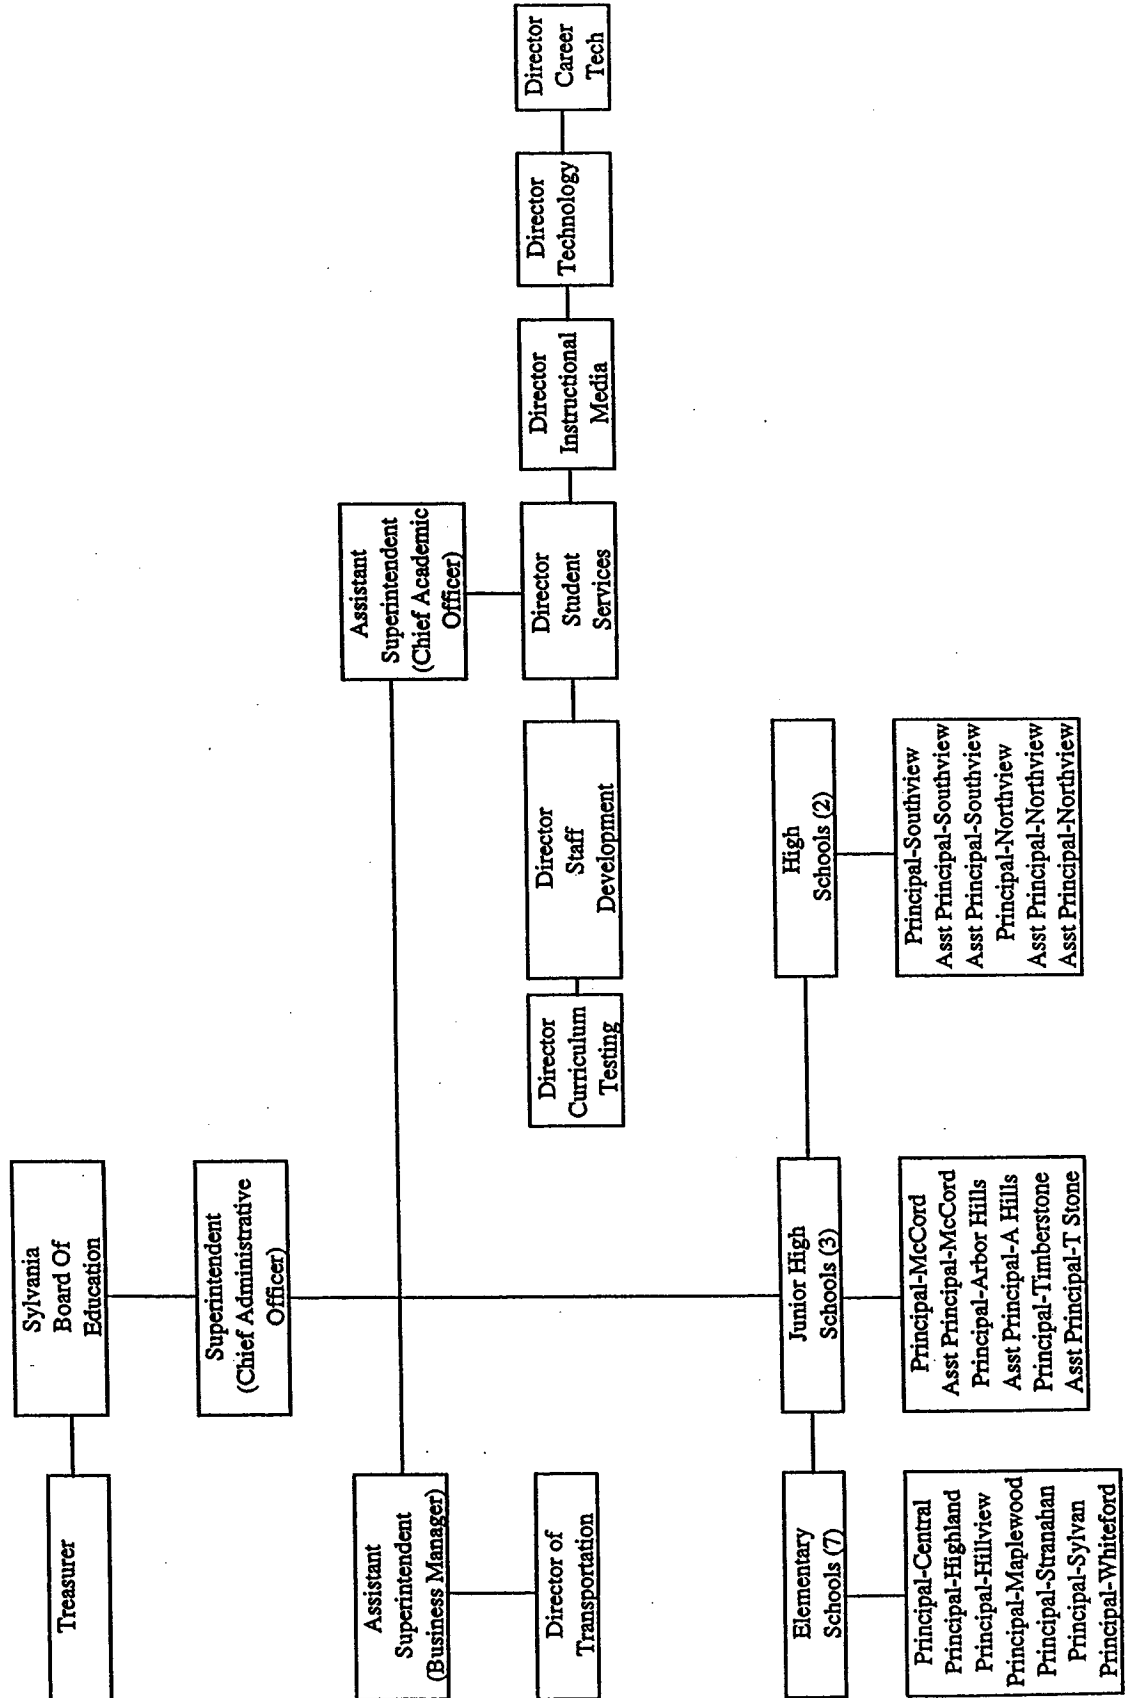 Treasurer
Sylvania
Board Of
Education
Superintendent
(Chief Administrative
Officer)
Assistant
Superintendent
(Business Manager)
Assistant
Superintendent
(Chief Academic
Officer)
Director of
Transportation
Director
Curriculum
Testing
Director
Staff
Development
Director
Student
Services
Director
Instructional
Media
Director
Technology
Director
Career
Tech
Elementary
Schools (7)
Junior High
Schools (3)
High
Schools (2)
Principal-Central
Principal-Highland
Principal-Hillview
Principal-Maplewood
Principal-Stranahan
Principal-Sylvan
Principal-Whiteford
Principal-McCord
Asst Principal-McCord
Principal-Arbor Hills
Asst Principal-A Hills
Principal-Timberstone
Asst Principal-T Stone
Principal-Southview
Asst Principal-Southview
Asst Principal-Southview
Principal-Northview
Asst Principal-Northview
Asst Principal-Northview